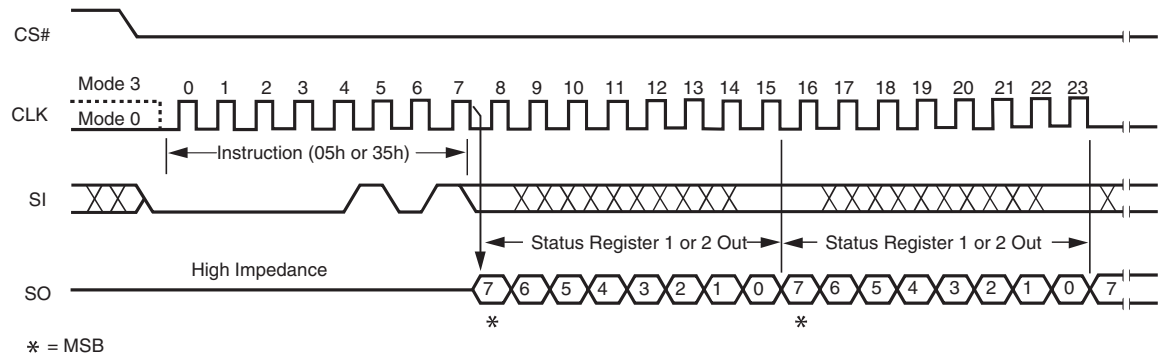 CS#
Mode 3
0 1 2 3 4 5 6 7 8 9 10 11 12 13 14 15 16 17 18 19 20 21 22 23
CLK
Mode 0
Instruction (05h or 35h)
SI
Status Register 1 or 2 Out Status Register 1 or 2 Out
High Impedance
SO
7 6 5 4 3 2 1 0 7 6 5 4 3 2 1 0 7
* *
* = MSB